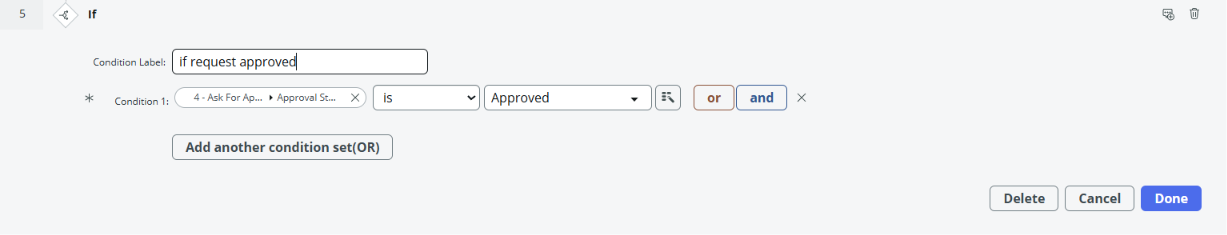 5 If
Condition Label: if request approved
* Condition 1: 4 - Ask For Ap... ▸ Approval St... is Approved or and
Add another condition set(OR)
Delete Cancel Done